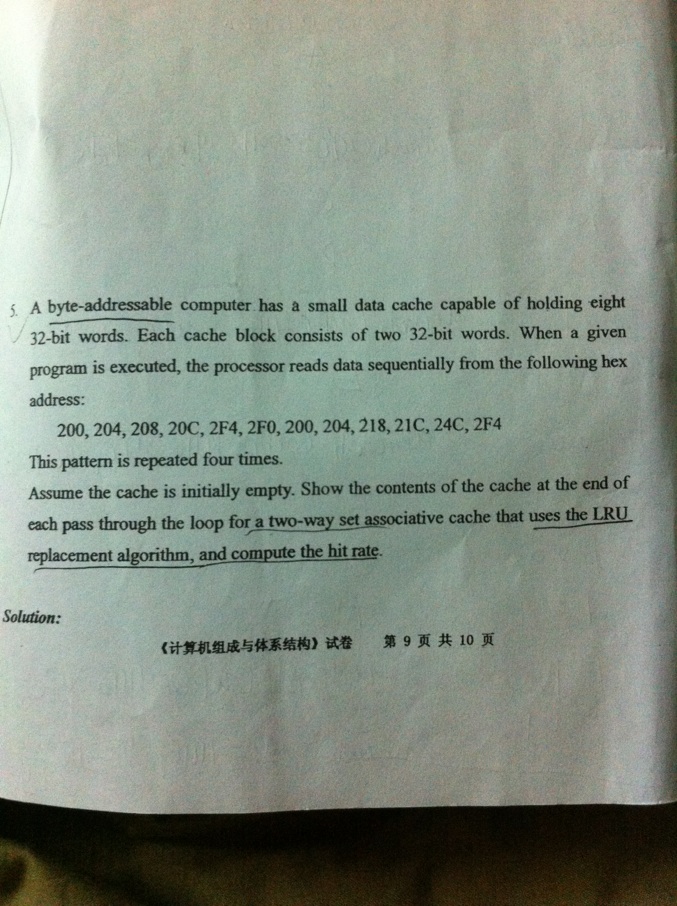 5. A byte-addressable computer has a small data cache capable of holding eight
32-bit words. Each cache block consists of two 32-bit words. When a given
program is executed, the processor reads data sequentially from the following hex
address:
200, 204, 208, 20C, 2F4, 2F0, 200, 204, 218, 21C, 24C, 2F4
This pattern is repeated four times.
Assume the cache is initially empty. Show the contents of the cache at the end of
each pass through the loop for a two-way set associative cache that uses the LRU
replacement algorithm, and compute the hit rate.
Solution:
《计算机组成与体系结构》试卷 第 9 页 共 10 页